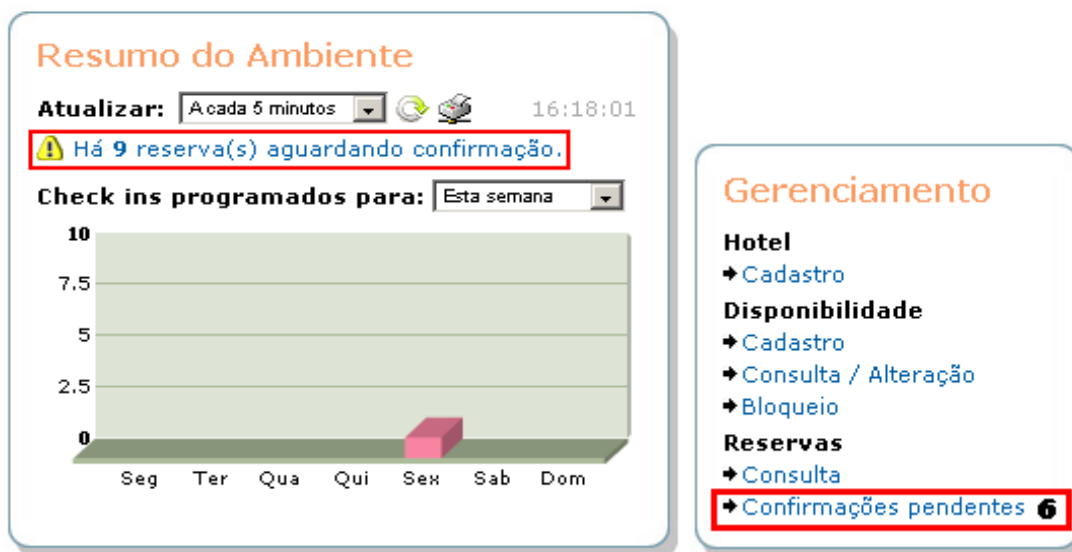 Resumo do Ambiente
Atualizar: A cada 5 minutos 16:18:01
Há 9 reserva(s) aguardando confirmação.
Check ins programados para: Esta semana
10
7.5
5
2.5
0
Seg Ter Qua Qui Sex Sab Dom
Gerenciamento
Hotel
Cadastro
Disponibilidade
Cadastro
Consulta / Alteração
Bloqueio
Reservas
Consulta
Confirmações pendentes 6